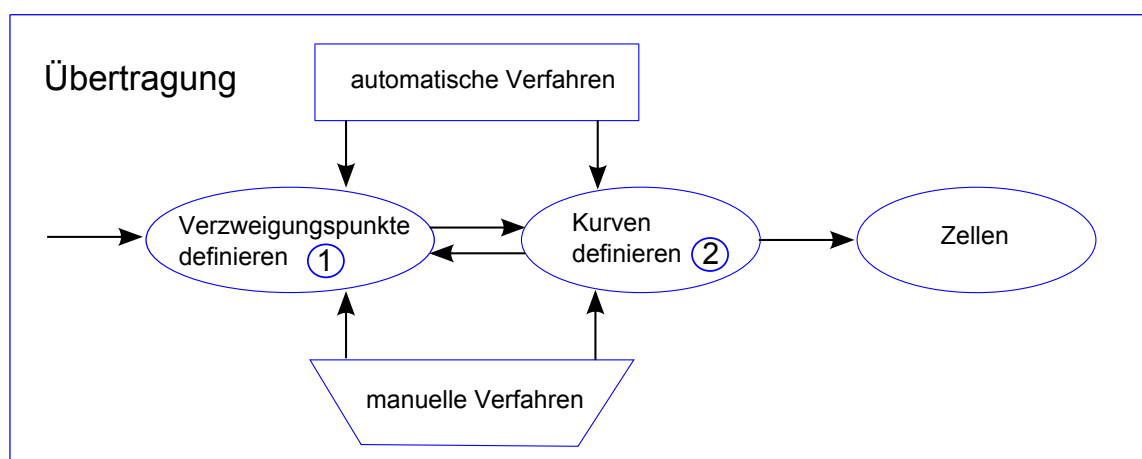 Übertragung
automatische Verfahren
Verzweigungspunkte
definieren 1
Kurven
definieren 2
Zellen
manuelle Verfahren